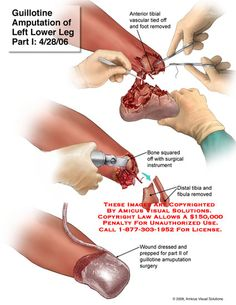 Guillotine
Amputation of
Left Lower Leg
Part I: 4/28/06
Anterior tibial
vascular tied off
and foot removed
Bone squared
off with surgical
instrument
Distal tibia and
fibula removed
These Images Are Copyrighted
By Amicus Visual Solutions.
Copyright Law Allows A $150,000
Penalty For Unauthorized Use.
Call 1-877-303-1952 For License.
Wound dressed and
prepped for part II of
guillotine amputation
surgery
© 2008, Amicus Visual Solutions